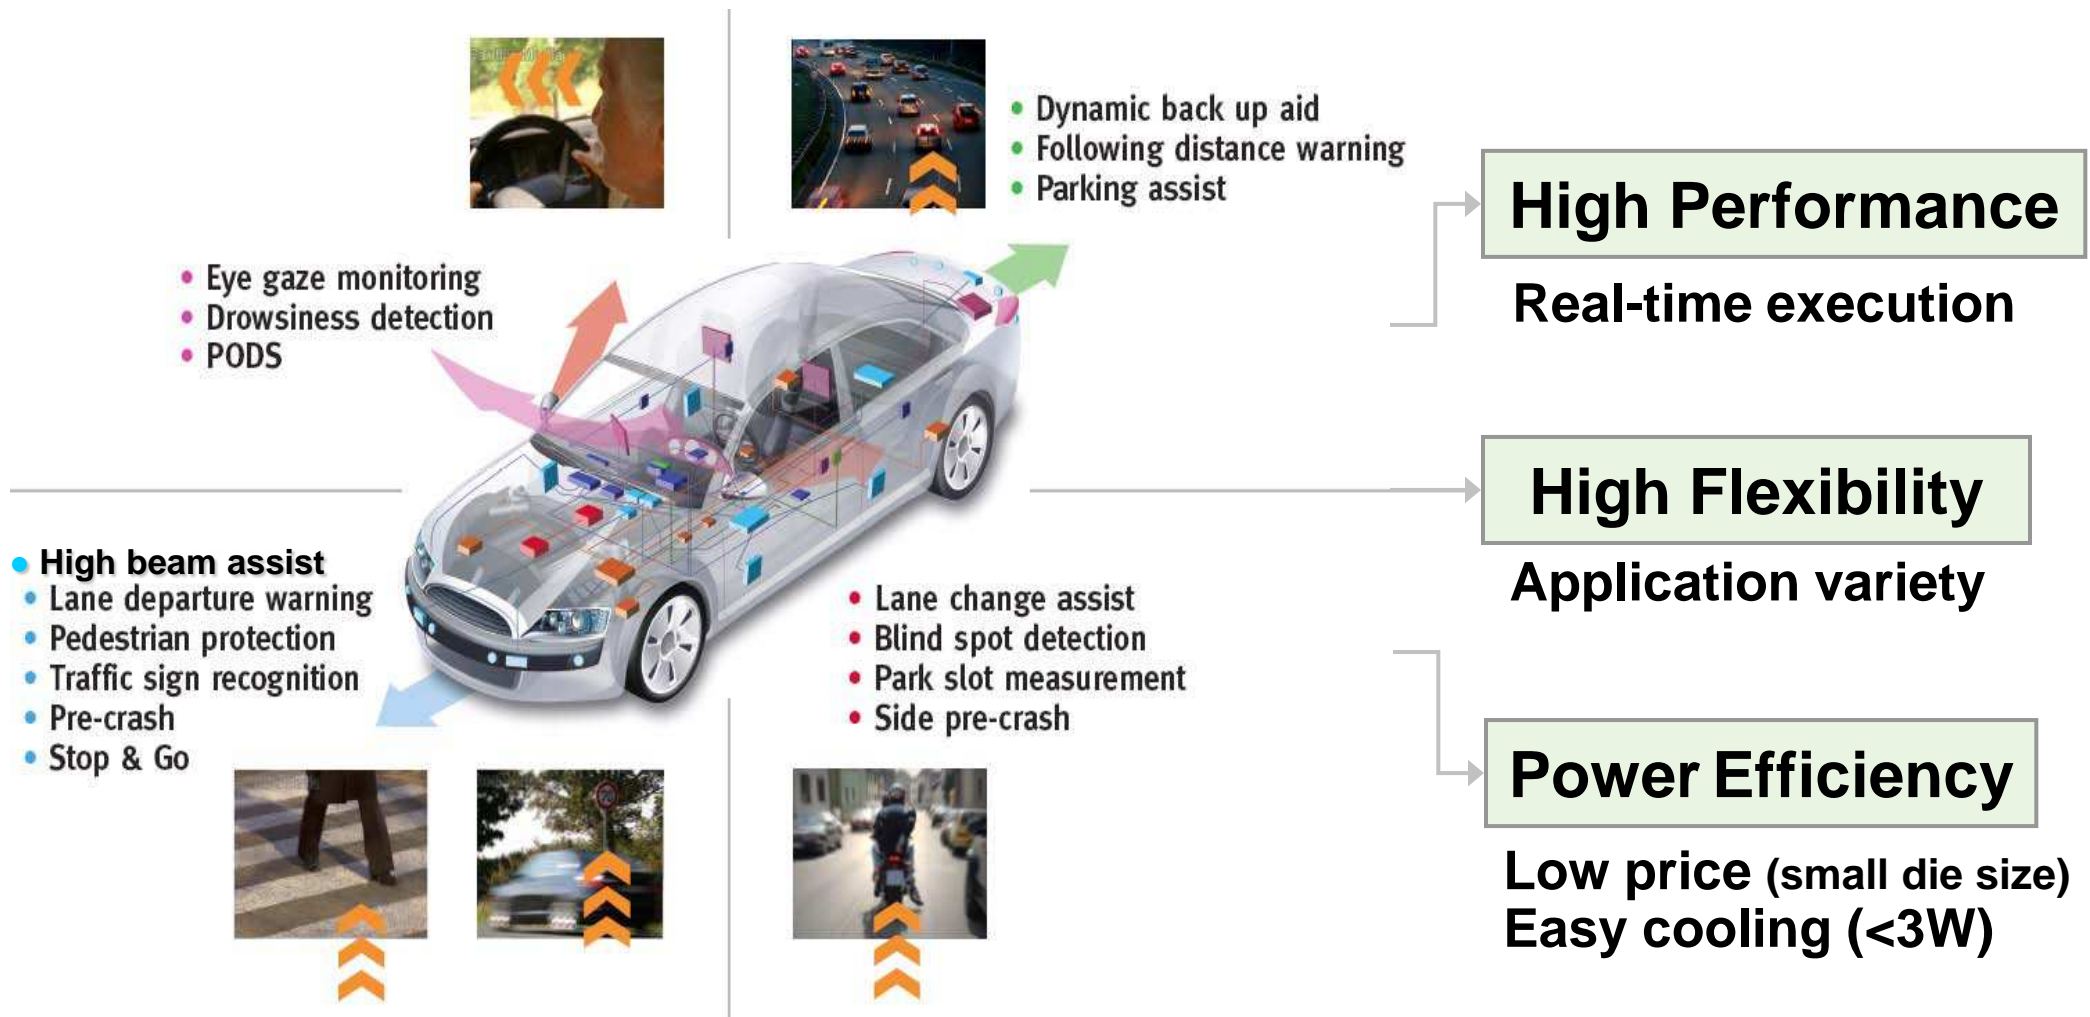 • Dynamic back up aid
• Following distance warning
• Parking assist
• Eye gaze monitoring
• Drowsiness detection
• PODS
• High beam assist
• Lane departure warning
• Pedestrian protection
• Traffic sign recognition
• Pre-crash
• Stop & Go
• Lane change assist
• Blind spot detection
• Park slot measurement
• Side pre-crash
High Performance
Real-time execution
High Flexibility
Application variety
Power Efficiency
Low price (small die size)
Easy cooling (<3W)